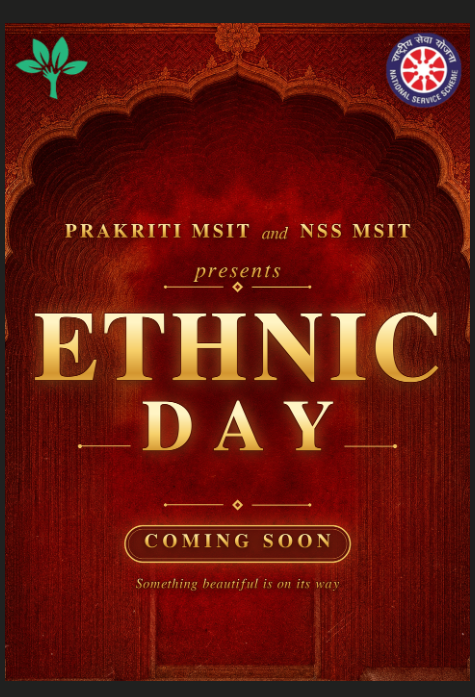 राष्ट्रीय सेवा योजना
NATIONAL SERVICE SCHEME
PRAKRITI MSIT and NSS MSIT
presents
ETHNIC
DAY
COMING SOON
Something beautiful is on its way